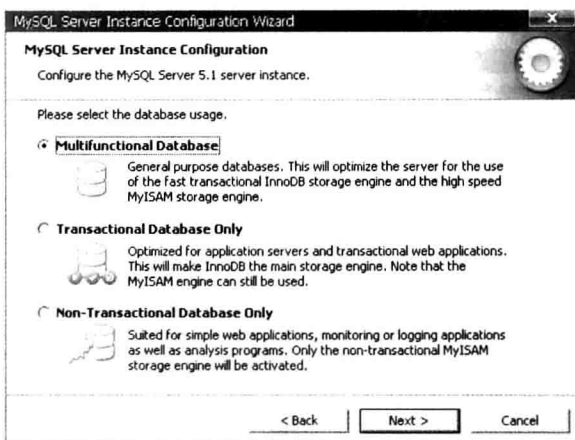 MySQL Server Instance Configuration Wizard
MySQL Server Instance Configuration
Configure the MySQL Server 5.1 server instance.
Please select the database usage.
Multifunctional Database
General purpose databases. This will optimize the server for the use
of the fast transactional InnoDB storage engine and the high speed
MyISAM storage engine.
Transactional Database Only
Optimized for application servers and transactional web applications.
This will make InnoDB the main storage engine. Note that the
MyISAM engine can still be used.
Non-Transactional Database Only
Suited for simple web applications, monitoring or logging applications
as well as analysis programs. Only the non-transactional MyISAM
storage engine will be activated.
< Back Next > Cancel